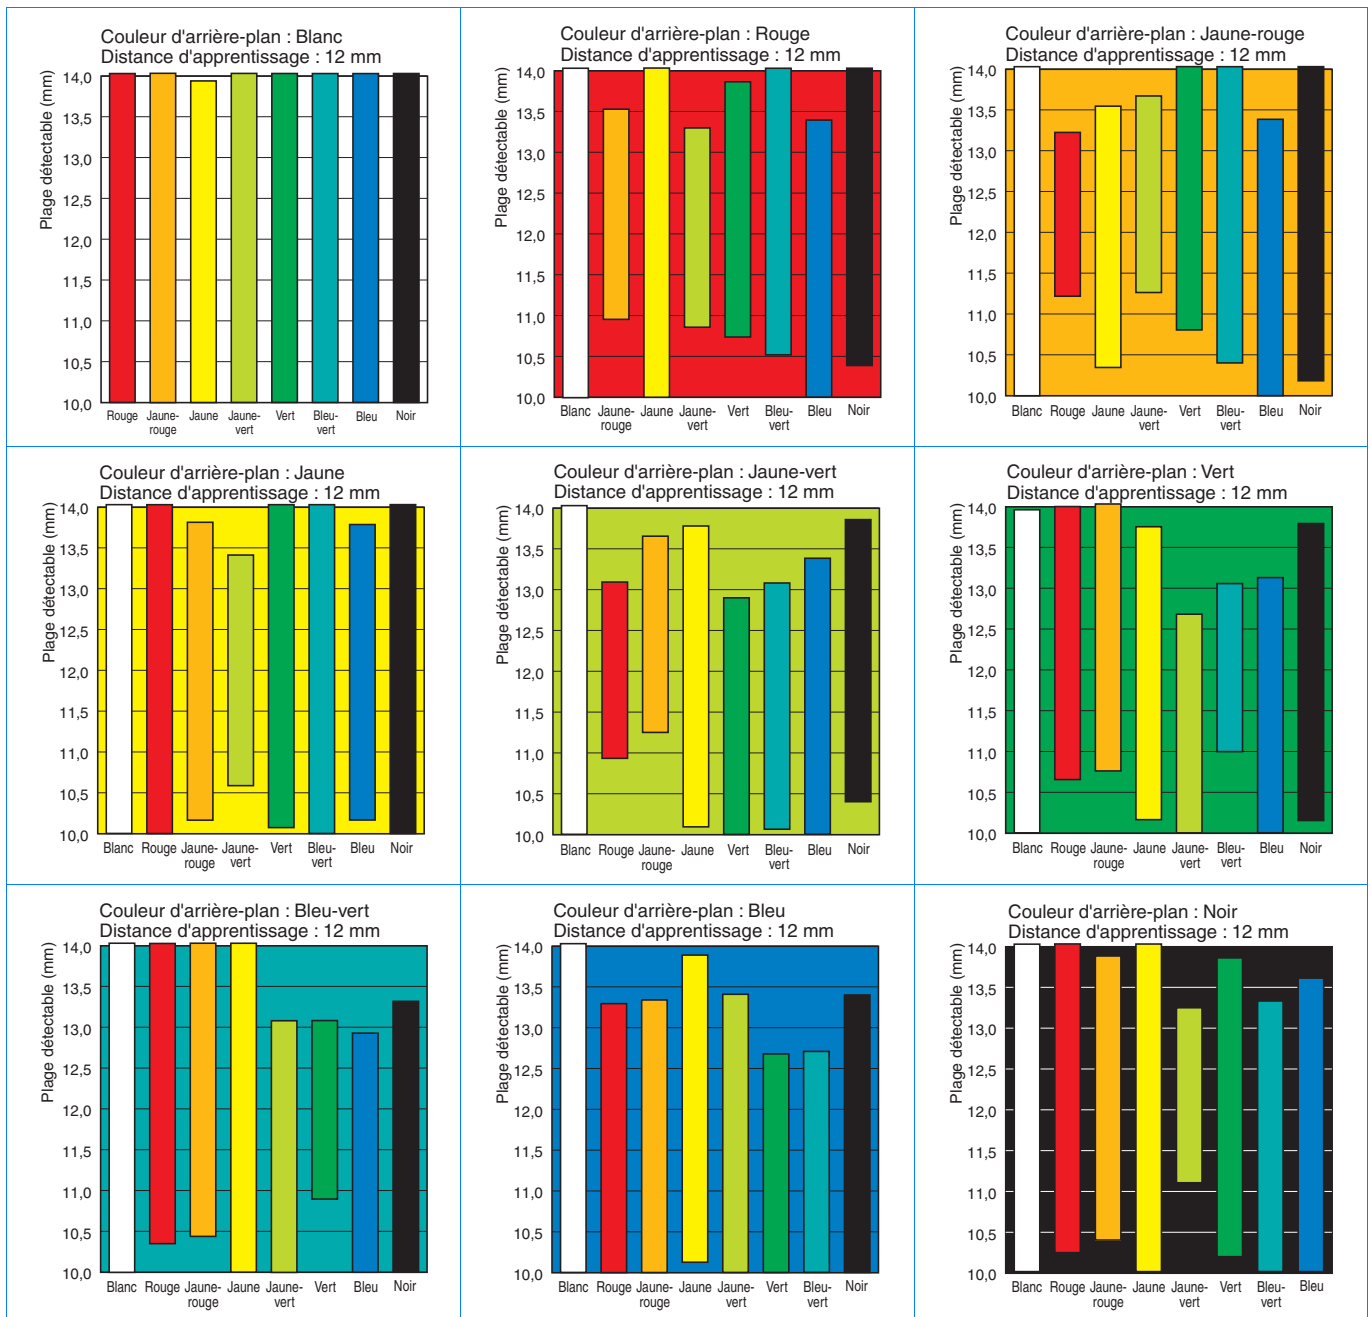 Couleur d'arrière-plan : Blanc
Distance d'apprentissage : 12 mm
Plage détectable (mm)
14,0
13,5
13,0
12,5
12,0
11,5
11,0
10,5
10,0
Rouge Jaune-rouge Jaune Jaune-vert Vert Bleu-vert Bleu Noir
Couleur d'arrière-plan : Rouge
Distance d'apprentissage : 12 mm
Plage détectable (mm)
14,0
13,5
13,0
12,5
12,0
11,5
11,0
10,5
10,0
Blanc Jaune-rouge Jaune Jaune-vert Vert Bleu-vert Bleu Noir
Couleur d'arrière-plan : Jaune-rouge
Distance d'apprentissage : 12 mm
Plage détectable (mm)
14,0
13,5
13,0
12,5
12,0
11,5
11,0
10,5
10,0
Blanc Rouge Jaune Jaune-vert Vert Bleu-vert Bleu Noir
Couleur d'arrière-plan : Jaune
Distance d'apprentissage : 12 mm
Plage détectable (mm)
14,0
13,5
13,0
12,5
12,0
11,5
11,0
10,5
10,0
Blanc Rouge Jaune-rouge Jaune-vert Vert Bleu-vert Bleu Noir
Couleur d'arrière-plan : Jaune-vert
Distance d'apprentissage : 12 mm
Plage détectable (mm)
14,0
13,5
13,0
12,5
12,0
11,5
11,0
10,5
10,0
Blanc Rouge Jaune-rouge Jaune Vert Bleu-vert Bleu Noir
Couleur d'arrière-plan : Vert
Distance d'apprentissage : 12 mm
Plage détectable (mm)
14,0
13,5
13,0
12,5
12,0
11,5
11,0
10,5
10,0
Blanc Rouge Jaune-rouge Jaune Jaune-vert Bleu-vert Bleu Noir
Couleur d'arrière-plan : Bleu-vert
Distance d'apprentissage : 12 mm
Plage détectable (mm)
14,0
13,5
13,0
12,5
12,0
11,5
11,0
10,5
10,0
Blanc Rouge Jaune-rouge Jaune Jaune-vert Vert Bleu Noir
Couleur d'arrière-plan : Bleu
Distance d'apprentissage : 12 mm
Plage détectable (mm)
14,0
13,5
13,0
12,5
12,0
11,5
11,0
10,5
10,0
Blanc Rouge Jaune-rouge Jaune Jaune-vert Vert Bleu-vert Noir
Couleur d'arrière-plan : Noir
Distance d'apprentissage : 12 mm
Plage détectable (mm)
14,0
13,5
13,0
12,5
12,0
11,5
11,0
10,5
10,0
Blanc Rouge Jaune-rouge Jaune Jaune-vert Vert Bleu-vert Bleu